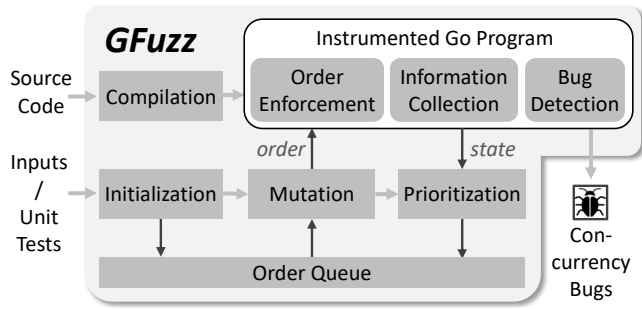 GFuzz
Instrumented Go Program
Source
Code
Compilation
Order
Enforcement
Information
Collection
Bug
Detection
order
state
Inputs
/
Unit
Tests
Initialization
Mutation
Prioritization
Order Queue
Con-
currency
Bugs